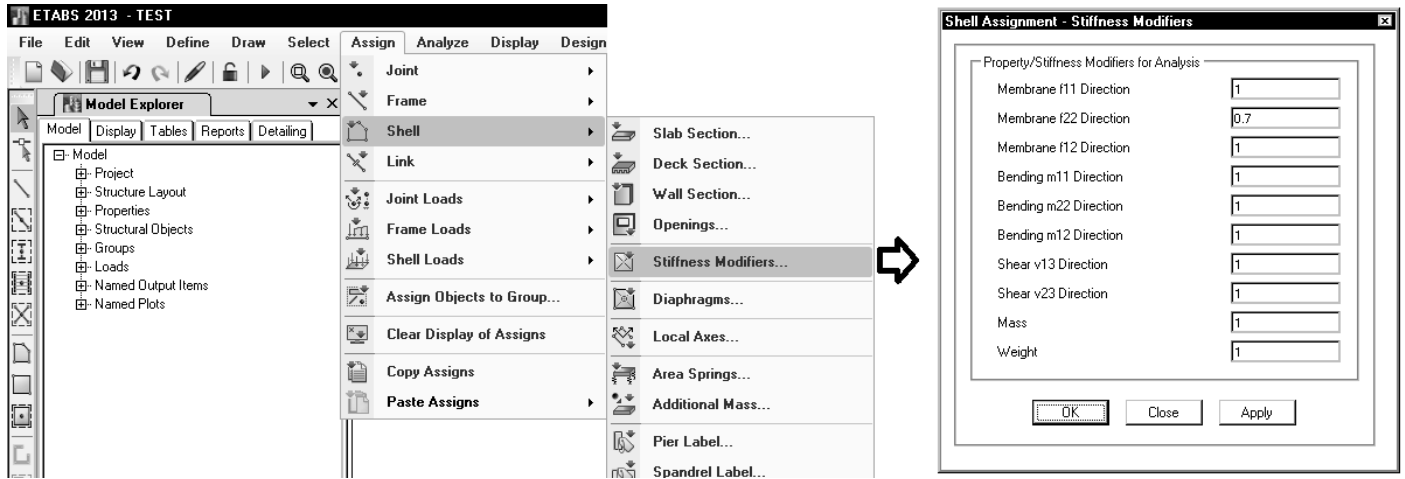 ETABS 2013 - TEST
File Edit View Define Draw Select Assign Analyze Display Design
Model Explorer
Model Display Tables Reports Detailing
Model
Project
Structure Layout
Properties
Structural Objects
Groups
Loads
Named Output Items
Named Plots
Joint
Frame
Shell
Link
Joint Loads
Frame Loads
Shell Loads
Assign Objects to Group...
Clear Display of Assigns
Copy Assigns
Paste Assigns
Slab Section...
Deck Section...
Wall Section...
Openings...
Stiffness Modifiers...
Diaphragms...
Local Axes...
Area Springs...
Additional Mass...
Pier Label...
Spandrel Label...
Shell Assignment - Stiffness Modifiers
Property/Stiffness Modifiers for Analysis
Membrane f11 Direction 1
Membrane f22 Direction 0.7
Membrane f12 Direction 1
Bending m11 Direction 1
Bending m22 Direction 1
Bending m12 Direction 1
Shear v13 Direction 1
Shear v23 Direction 1
Mass 1
Weight 1
OK Close Apply